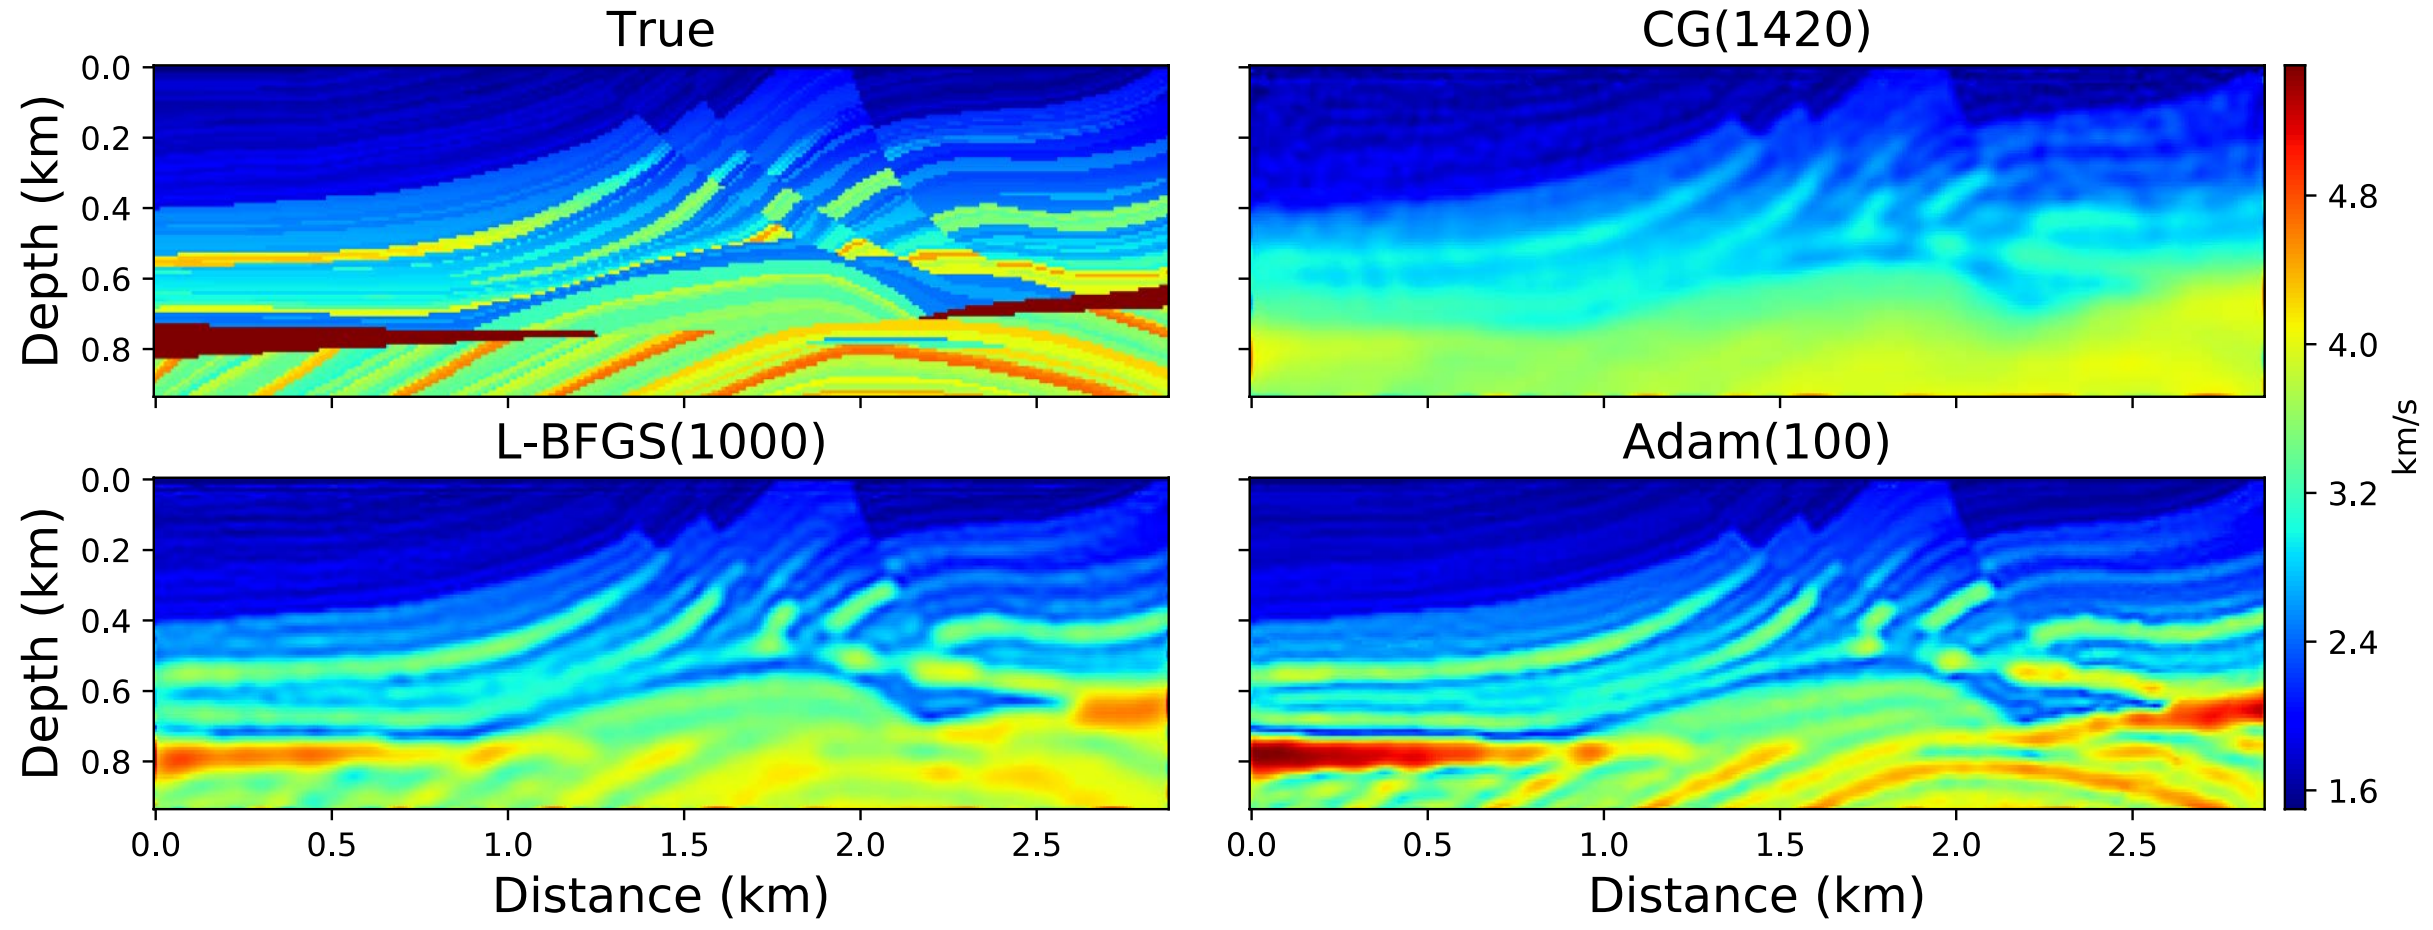 True
CG(1420)
0.0
0.2
0.4
0.6
0.8
Depth (km)
4.8
4.0
3.2
2.4
1.6
km/s
L-BFGS(1000)
Adam(100)
0.0
0.2
0.4
0.6
0.8
Depth (km)
0.0 0.5 1.0 1.5 2.0 2.5
Distance (km)
0.0 0.5 1.0 1.5 2.0 2.5
Distance (km)